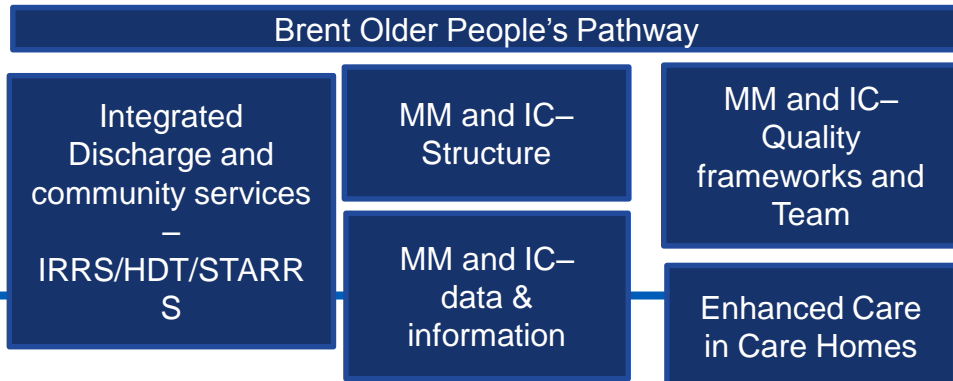 Brent Older People’s Pathway
Integrated
Discharge and
community services
–
IRRS/HDT/STARR
S
MM and IC–
Structure
MM and IC–
data &
information
MM and IC–
Quality
frameworks and
Team
Enhanced Care
in Care Homes